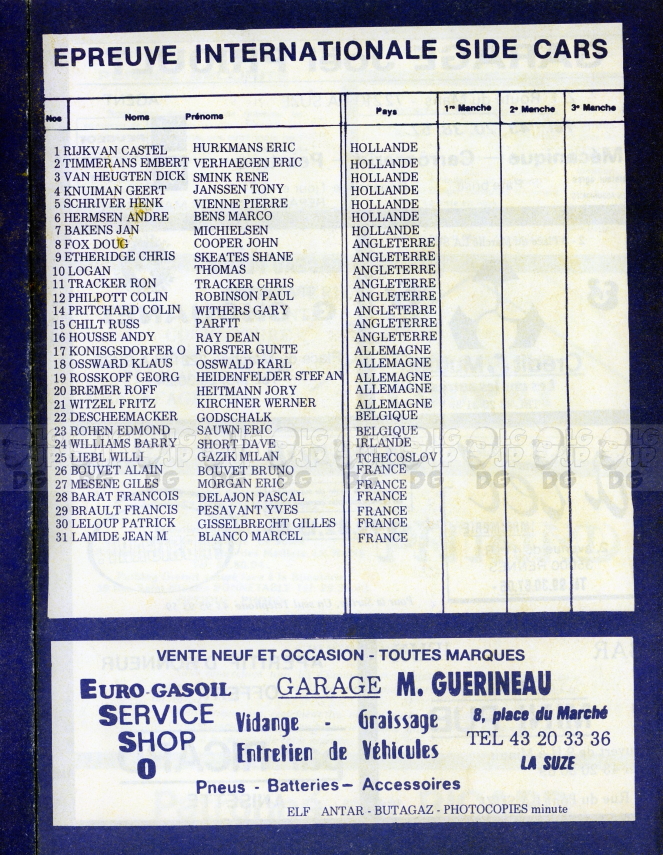 EPREUVE INTERNATIONALE SIDE CARS
Nos Noms Prénoms Pays 1re Manche 2e Manche 3e Manche
1 RIJKVAN CASTEL HURKMANS ERIC HOLLANDE
2 TIMMERANS EMBERT VERHAEGEN ERIC HOLLANDE
3 VAN HEUGTEN DICK SMINK RENE HOLLANDE
4 KNUIMAN GEERT JANSSEN TONY HOLLANDE
5 SCHRIVER HENK VIENNE PIERRE HOLLANDE
6 HERMSEN ANDRE BENS MARCO HOLLANDE
7 BAKENS JAN MICHIELSEN HOLLANDE
8 FOX DOUG COOPER JOHN ANGLETERRE
9 ETHERIDGE CHRIS SKEATES SHANE ANGLETERRE
10 LOGAN THOMAS ANGLETERRE
11 TRACKER RON TRACKER CHRIS ANGLETERRE
12 PHILPOTT COLIN ROBINSON PAUL ANGLETERRE
14 PRITCHARD COLIN WITHERS GARY ANGLETERRE
15 CHILT RUSS PARFIT ANGLETERRE
16 HOUSSE ANDY RAY DEAN ANGLETERRE
17 KONISGSDORFER O FORSTER GUNTE ALLEMAGNE
18 OSSWARD KLAUS OSSWALD KARL ALLEMAGNE
19 ROSSKOPF GEORG HEIDENFELDER STEFAN ALLEMAGNE
20 BREMER ROFF HEITMANN JORY ALLEMAGNE
21 WITZEL FRITZ KIRCHNER WERNER ALLEMAGNE
22 DESCHEEMACKER GODSCHALK BELGIQUE
23 ROHEN EDMOND SAUWN ERIC BELGIQUE
24 WILLIAMS BARRY SHORT DAVE IRLANDE
25 LIEBL WILLI GAZIK MILAN TCHECOSLOV
26 BOUVET ALAIN BOUVET BRUNO FRANCE
27 MESENE GILES MORGAN ERIC FRANCE
28 BARAT FRANCOIS DELAJON PASCAL FRANCE
29 BRAULT FRANCIS PESAVANT YVES FRANCE
30 LELOUP PATRICK GISSELBRECHT GILLES FRANCE
31 LAMIDE JEAN M BLANCO MARCEL FRANCE
VENTE NEUF ET OCCASION - TOUTES MARQUES
EURO-GASOIL
SERVICE
SHOP
O
GARAGE M. GUERINEAU
Vidange - Graissage
Entretien de Véhicules
8, place du Marché
TEL 43 20 33 36
LA SUZE
Pneus - Batteries - Accessoires
ELF ANTAR - BUTAGAZ - PHOTOCOPIES minute